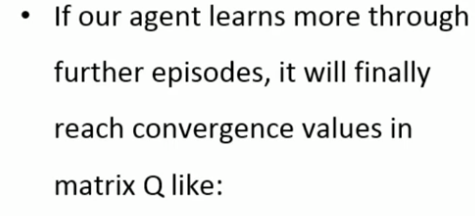 • If our agent learns more through
further episodes, it will finally
reach convergence values in
matrix Q like: